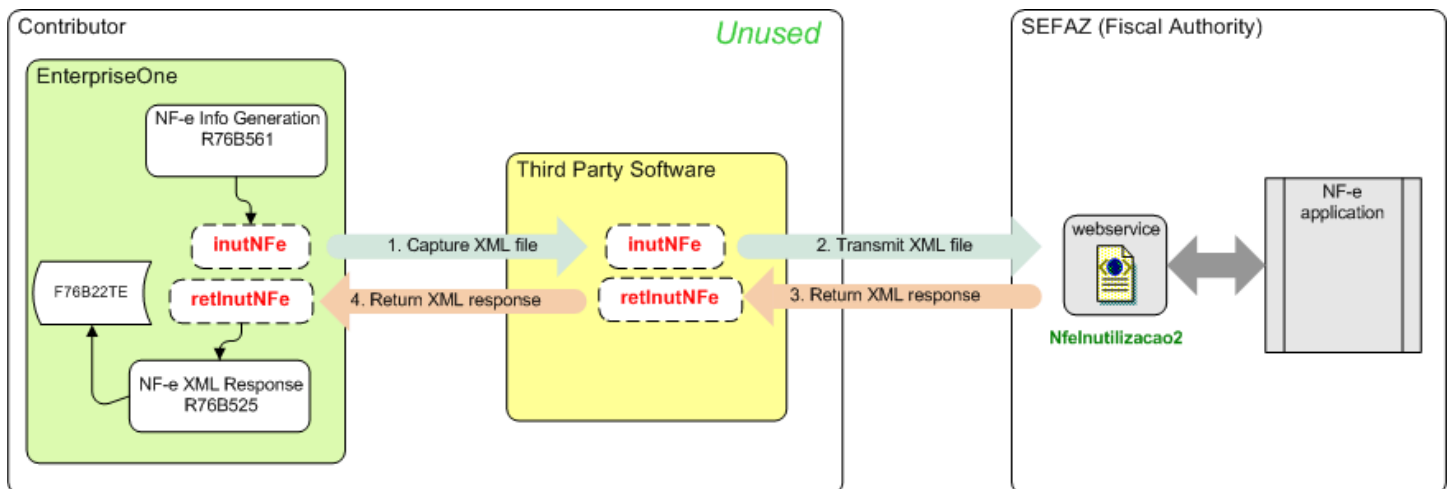 Contributor
Unused
SEFAZ (Fiscal Authority)
EnterpriseOne
NF-e Info Generation
R76B561
Third Party Software
NF-e
application
inutNFe
1. Capture XML file
inutNFe
2. Transmit XML file
webservice
F76B22TE
retInutNFe
4. Return XML response
retInutNFe
3. Return XML response
NfeInutilizacao2
NF-e XML Response
R76B525